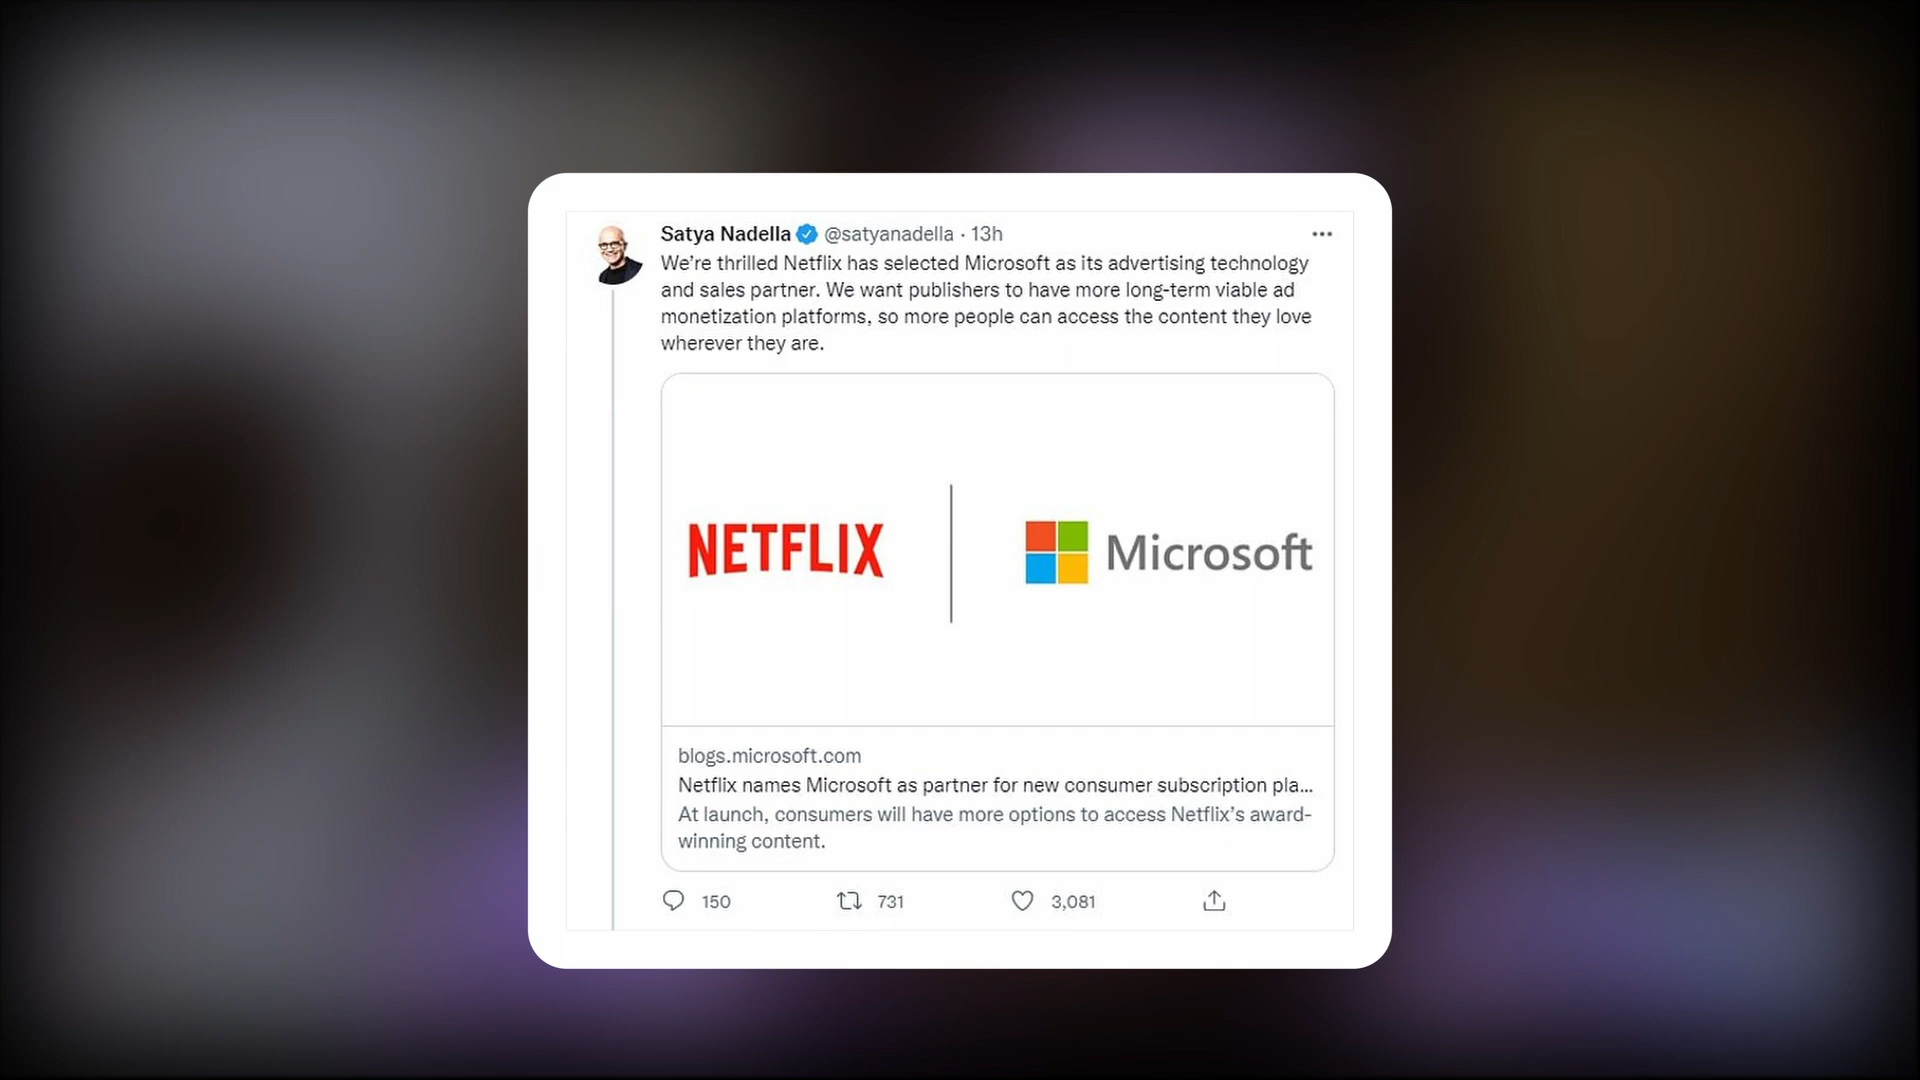 Satya Nadella @satyanadella · 13h
We’re thrilled Netflix has selected Microsoft as its advertising technology
and sales partner. We want publishers to have more long-term viable ad
monetization platforms, so more people can access the content they love
wherever they are.
NETFLIX
Microsoft
blogs.microsoft.com
Netflix names Microsoft as partner for new consumer subscription pla...
At launch, consumers will have more options to access Netflix’s award-
winning content.
150 731 3,081